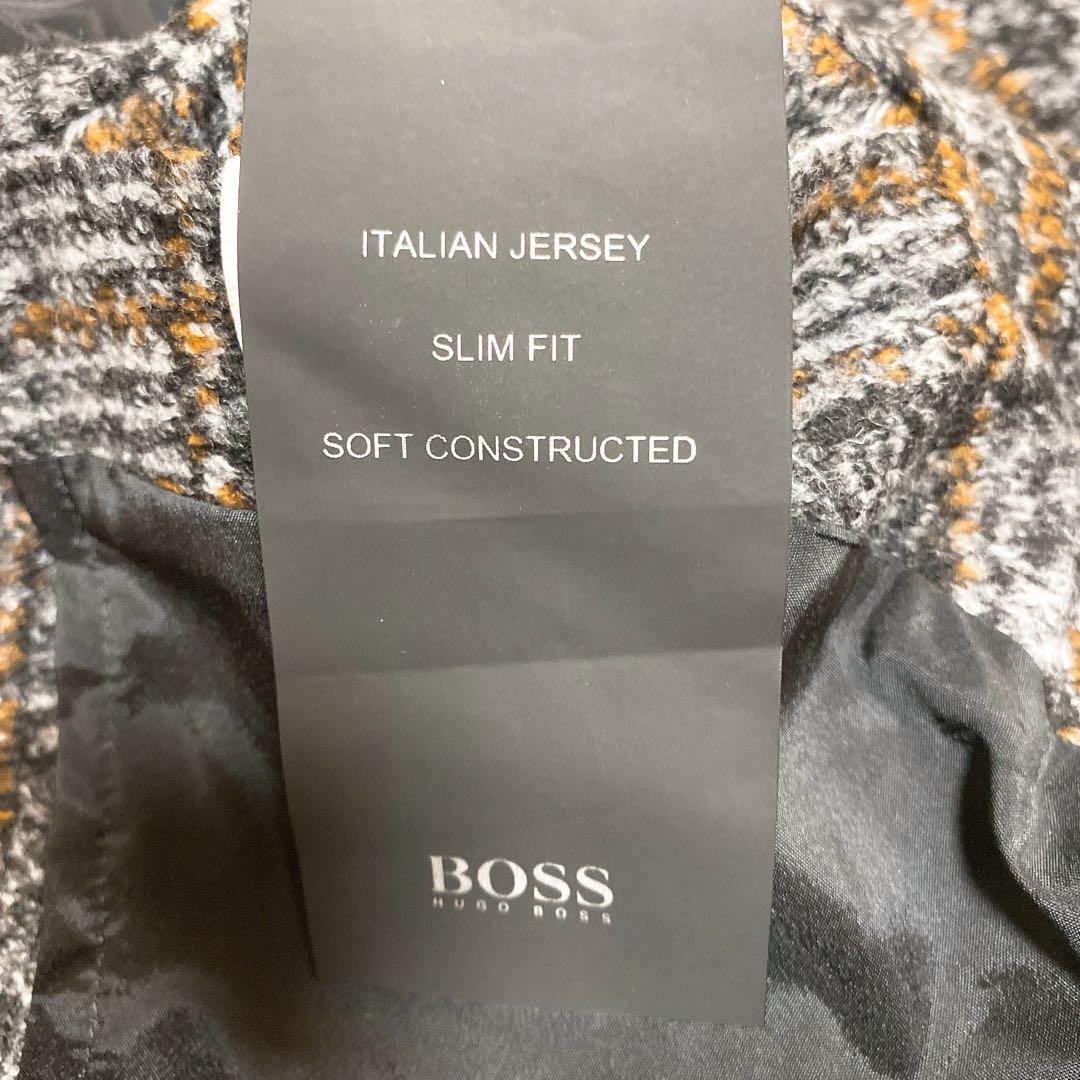 ITALIAN JERSEY
SLIM FIT
SOFT CONSTRUCTED
BOSS
HUGO BOSS